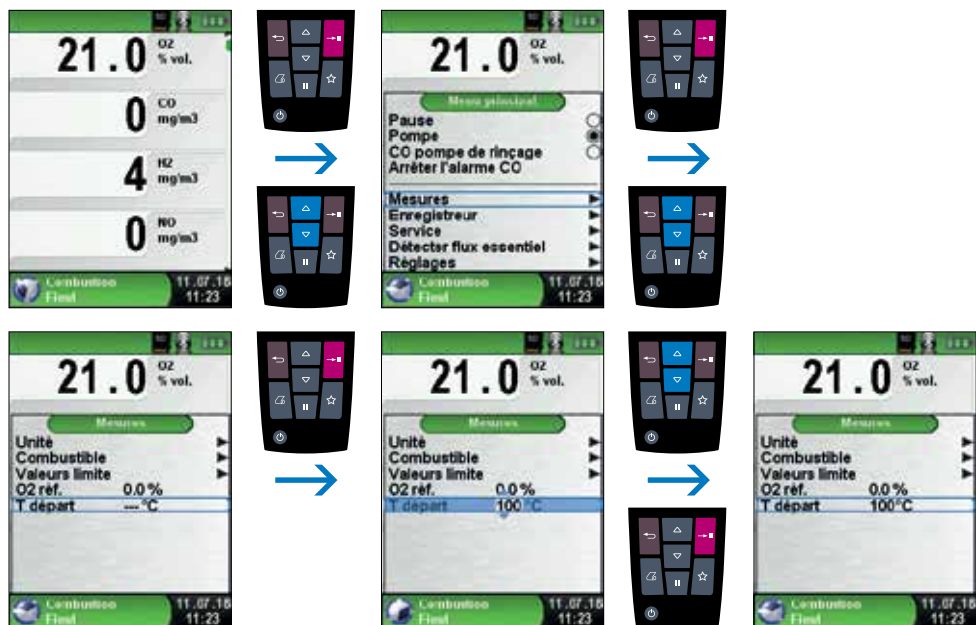 21.0 O2 % vol.
0 CO mg/m3
4 H2 mg/m3
0 NO mg/m3
Combustion
Fioul
11.07.16
11:23
21.0 O2 % vol.
Menu principal
Pause
Pompe
CO pompe de rinçage
Arrêter l'alarme CO
Mesures
Enregistreur
Service
Détecter flux essentiel
Réglages
Combustion
Fioul
11.07.16
11:23
21.0 O2 % vol.
Mesures
Unité
Combustible
Valeurs limite
O2 réf. 0.0 %
T départ --- °C
Combustion
Fioul
11.07.16
11:23
21.0 O2 % vol.
Mesures
Unité
Combustible
Valeurs limite
O2 réf. 0.0 %
T départ 100 °C
Combustion
Fioul
11.07.16
11:23
21.0 O2 % vol.
Mesures
Unité
Combustible
Valeurs limite
O2 réf. 0.0 %
T départ 100°C
Combustion
Fioul
11.07.16
11:23